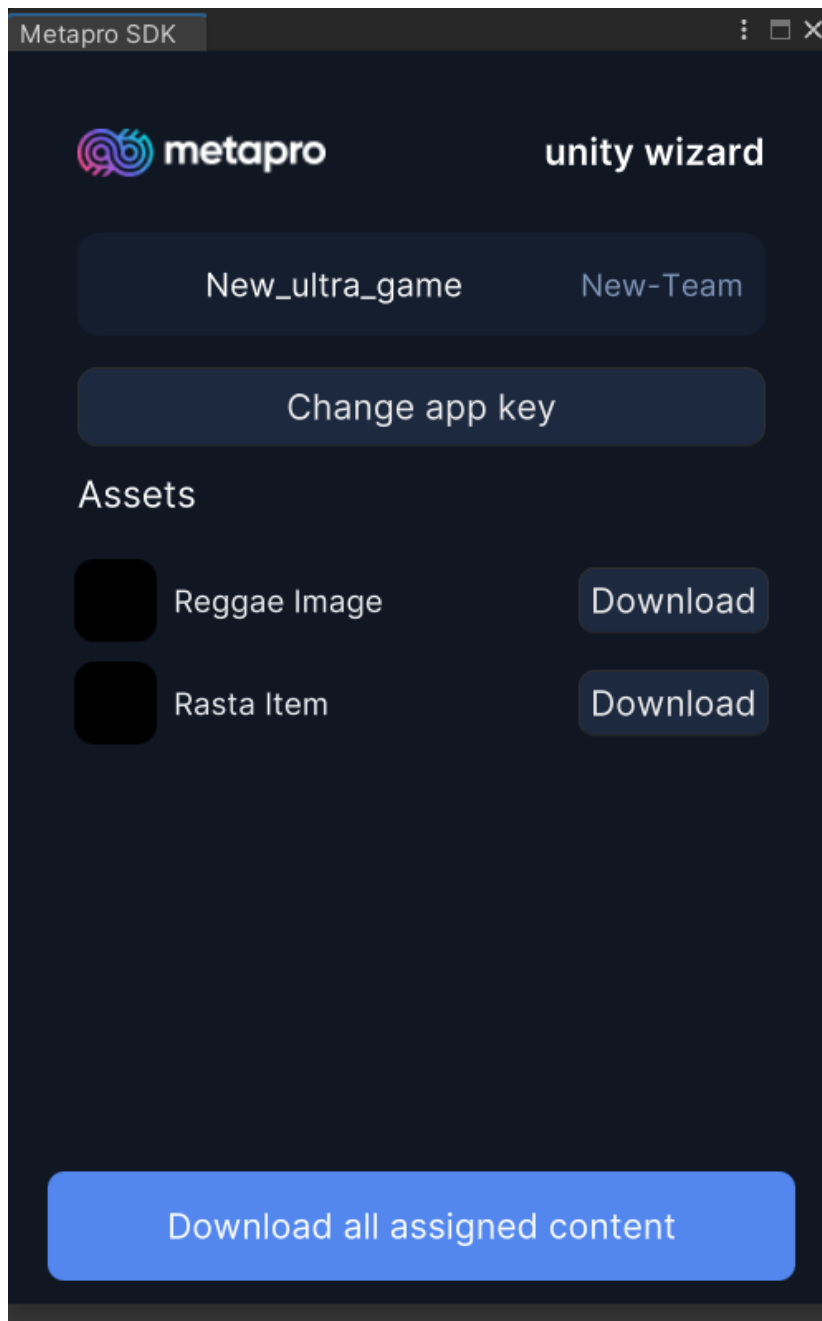 Metapro SDK
metapro
unity wizard
New_ultra_game
New-Team
Change app key
Assets
Reggae Image
Download
Rasta Item
Download
Download all assigned content